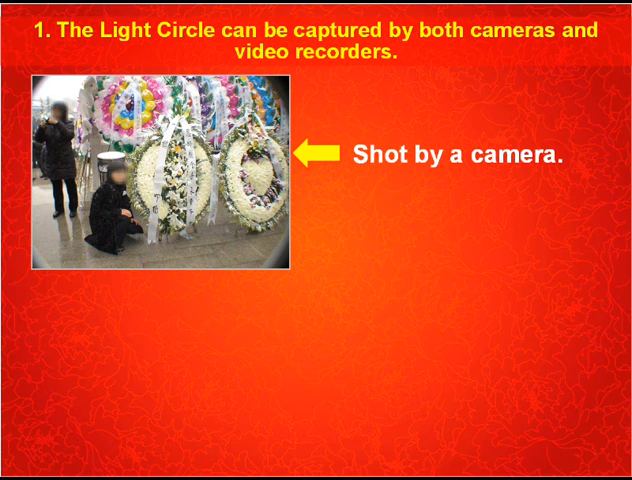 1. The Light Circle can be captured by both cameras and
video recorders.
Shot by a camera.